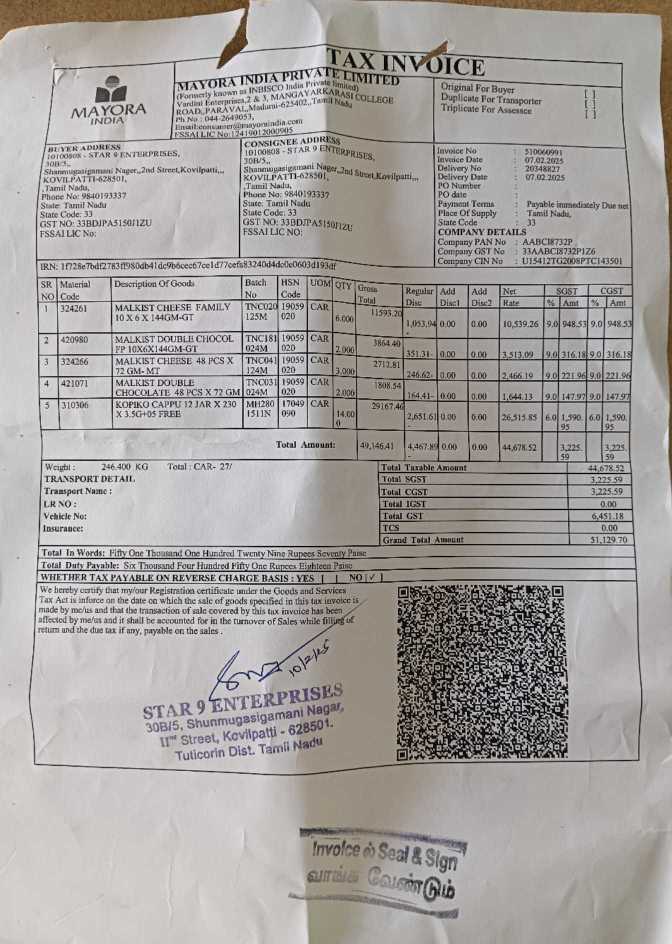 TAX INVOICE
MAYORA
INDIA
MAYORA INDIA PRIVATE LIMITED
(Formerly known as INBISCO India Private limited)
Vardini Enterprises,2 & 3, MANGAYARKARASI COLLEGE
ROAD,,PARAVAI,,Madurai-625402,,Tamil Nadu
Ph No : 044-2649053,
Email:consumer@mayoraindia.com
FSSAI LIC No:12419012000905
Original For Buyer [ ]
Duplicate For Transporter [ ]
Triplicate For Assessee [ ]
BUYER ADDRESS
10100808 - STAR 9 ENTERPRISES,
30B/5,,
Shanmugasigamani Nager,,2nd Street,Kovilpatti,,,
KOVILPATTI-628501,
,Tamil Nadu,
Phone No: 9840193337
State: Tamil Nadu
State Code: 33
GST NO: 33BDJPA5150J1ZU
FSSAI LIC No:
CONSIGNEE ADDRESS
10100808 - STAR 9 ENTERPRISES,
30B/5,,
Shanmugasigamani Nager,,2nd Street,Kovilpatti,,,
KOVILPATTI-628501,
,Tamil Nadu,
Phone No: 9840193337
State: Tamil Nadu
State Code: 33
GST NO: 33BDJPA5150J1ZU
FSSAI LIC No:
Invoice No : 510060991
Invoice Date : 07.02.2025
Delivery No : 20348827
Delivery Date : 07.02.2025
PO Number :
PO date :
Payment Terms : Payable immediately Due net
Place Of Supply : Tamil Nadu,
State Code : 33
COMPANY DETAILS
Company PAN No : AABCI8732P
Company GST No : 33AABCI8732P1Z6
Company CIN No : U15412TG2008PTC143501
IRN:
SR NO Material Code Description Of Goods Batch No HSN Code UOM QTY Gross Total Regular Disc Add Disc1 Add Disc2 Net Rate SGST % Amt CGST % Amt
1 324261 MALKIST CHEESE FAMILY TNC020 19059 CAR 11593.20
10 X 6 X 144GM-GT 125M 020 6.000 1,053.94- 0.00 0.00 10,539.26 9.0 948.53 9.0 948.53
2 420980 MALKIST DOUBLE CHOCOL TNC181 19059 CAR 3864.40
FP 10X6X144GM-GT 024M 020 2.000 351.31- 0.00 0.00 3,513.09 9.0 316.18 9.0 316.18
3 324266 MALKIST CHEESE 48 PCS X TNC041 19059 CAR 2712.81
72 GM- MT 124M 020 3.000 246.62- 0.00 0.00 2,466.19 9.0 221.96 9.0 221.96
4 421071 MALKIST DOUBLE TNC031 19059 CAR 1808.54
CHOCOLATE 48 PCS X 72 GM 024M 020 2.000 164.41- 0.00 0.00 1,644.13 9.0 147.97 9.0 147.97
5 310306 KOPIKO CAPPU 12 JAR X 230 MH280 17049 CAR 29167.46
X 3.5G+05 FREE 1511N 090 14.000 2,651.61- 0.00 0.00 26,515.85 6.0 1,590.95 6.0 1,590.95
Total Amount: 49,146.41 4,467.89- 0.00 0.00 44,678.52 3,225.59 3,225.59
Weight : 246.400 KG Total : CAR- 27/
TRANSPORT DETAIL
Transport Name :
LR NO :
Vehicle No:
Insurance:
Total Taxable Amount 44,678.52
Total SGST 3,225.59
Total CGST 3,225.59
Total IGST 0.00
Total GST 6,451.18
TCS 0.00
Grand Total Amount 51,129.70
Total In Words: Fifty One Thousand One Hundred Twenty Nine Rupees Seventy Paise
Total Duty Payable: Six Thousand Four Hundred Fifty One Rupees Eighteen Paise
WHETHER TAX PAYABLE ON REVERSE CHARGE BASIS : YES [ ] NO [✓]
We hereby certify that my/our Registration certificate under the Goods and Services
Tax Act is inforce on the date on which the sale of goods specified in this tax invoice is
made by me/us and that the transaction of sale covered by this tax invoice has been
affected by me/us and it shall be accounted for in the turnover of Sales while filling of
return and the due tax if any, payable on the sales .
10/2/25
STAR 9 ENTERPRISES
30B/5, Shunmugasigamani Nagar,
IInd Street, Kovilpatti - 628501.
Tuticorin Dist. Tamil Nadu
Invoice ல் Seal & Sign
வாங்க வேண்டும்